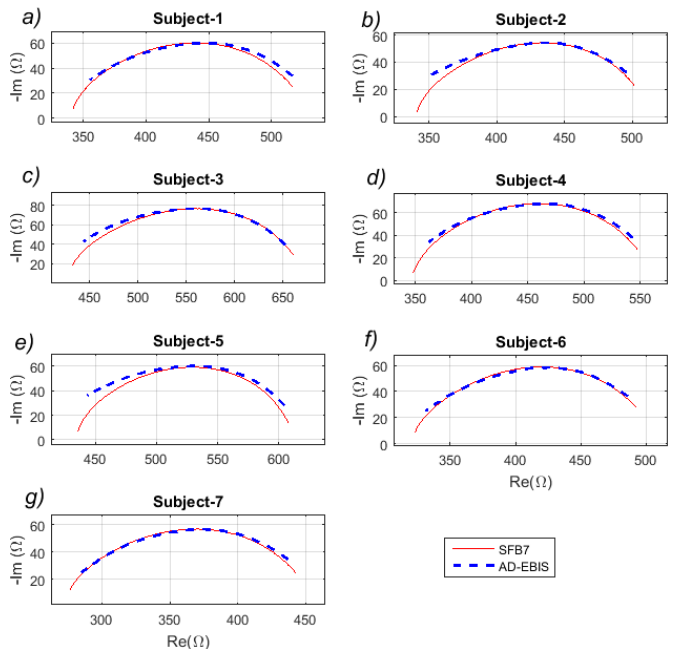 a) Subject-1
b) Subject-2
-Im (Ω)
60
40
20
0
350 400 450 500
-Im (Ω)
60
40
20
0
350 400 450 500
c) Subject-3
d) Subject-4
-Im (Ω)
80
60
40
20
450 500 550 600 650
-Im (Ω)
60
40
20
0
350 400 450 500 550
e) Subject-5
f) Subject-6
-Im (Ω)
60
40
20
0
450 500 550 600
-Im (Ω)
60
40
20
0
350 400 450 500
Re(Ω)
g) Subject-7
-Im (Ω)
60
40
20
300 350 400 450
Re(Ω)
SFB7
AD-EBIS